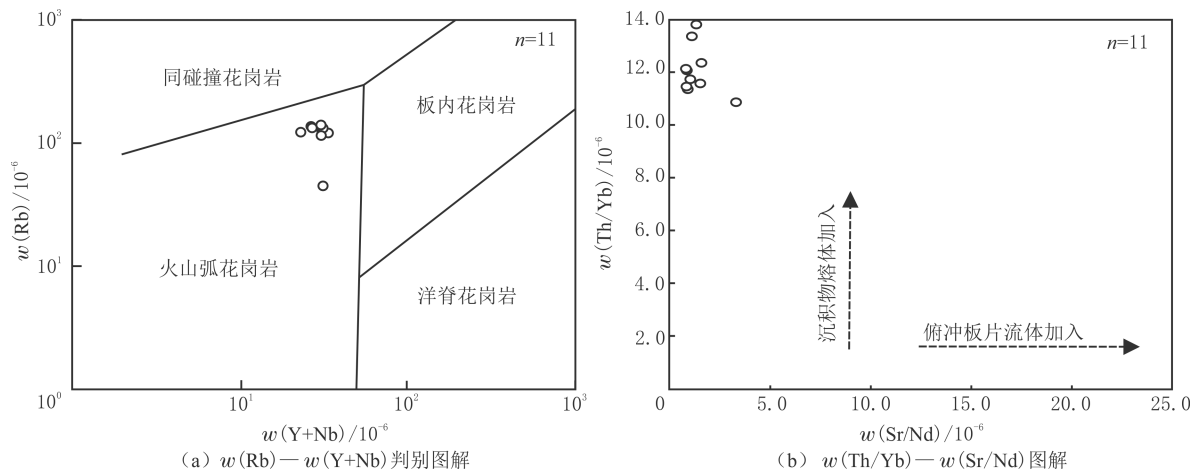 10³
n=11
同碰撞花岗岩
板内花岗岩
10²
w(Rb)/10⁻⁶
10¹
火山弧花岗岩
洋脊花岗岩
10⁰
10¹
10²
10³
w(Y+Nb)/10⁻⁶
(a) w(Rb)—w(Y+Nb)判别图解
14.0
n=11
12.0
10.0
8.0
w(Th/Yb)/10⁻⁶
6.0
4.0
2.0
沉积物熔体加入
俯冲板片流体加入
0
5.0
10.0
15.0
20.0
25.0
w(Sr/Nd)/10⁻⁶
(b) w(Th/Yb)—w(Sr/Nd)图解